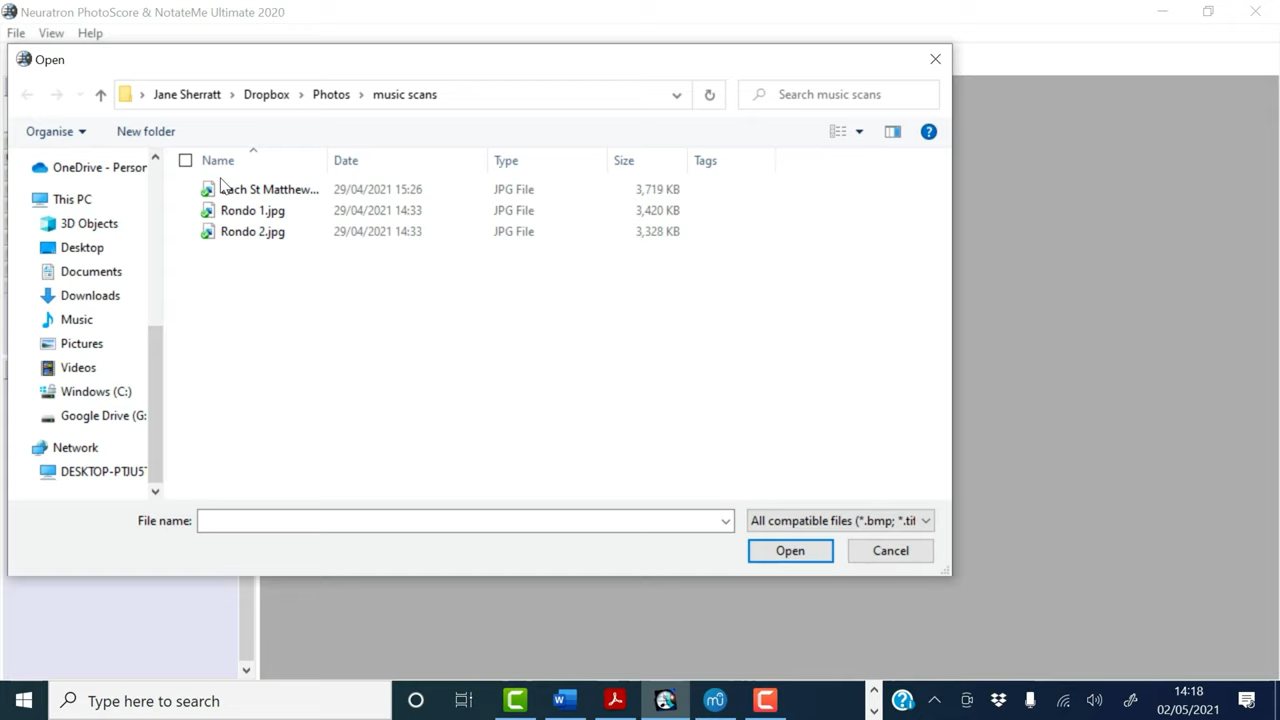 Neuratron PhotoScore & NotateMe Ultimate 2020
File View Help
Open
Jane Sherratt Dropbox Photos music scans
Search music scans
Organise New folder
Name Date Type Size Tags
St Matthew... 29/04/2021 15:26 JPG File 3,719 KB
Rondo 1.jpg 29/04/2021 14:33 JPG File 3,420 KB
Rondo 2.jpg 29/04/2021 14:33 JPG File 3,328 KB
OneDrive - Person
This PC
3D Objects
Desktop
Documents
Downloads
Music
Pictures
Videos
Windows (C:)
Google Drive (G:
Network
DESKTOP-PTJU5T
File name:
All compatible files (*.bmp; *.tif
Open Cancel
Type here to search
14:18
02/05/2021